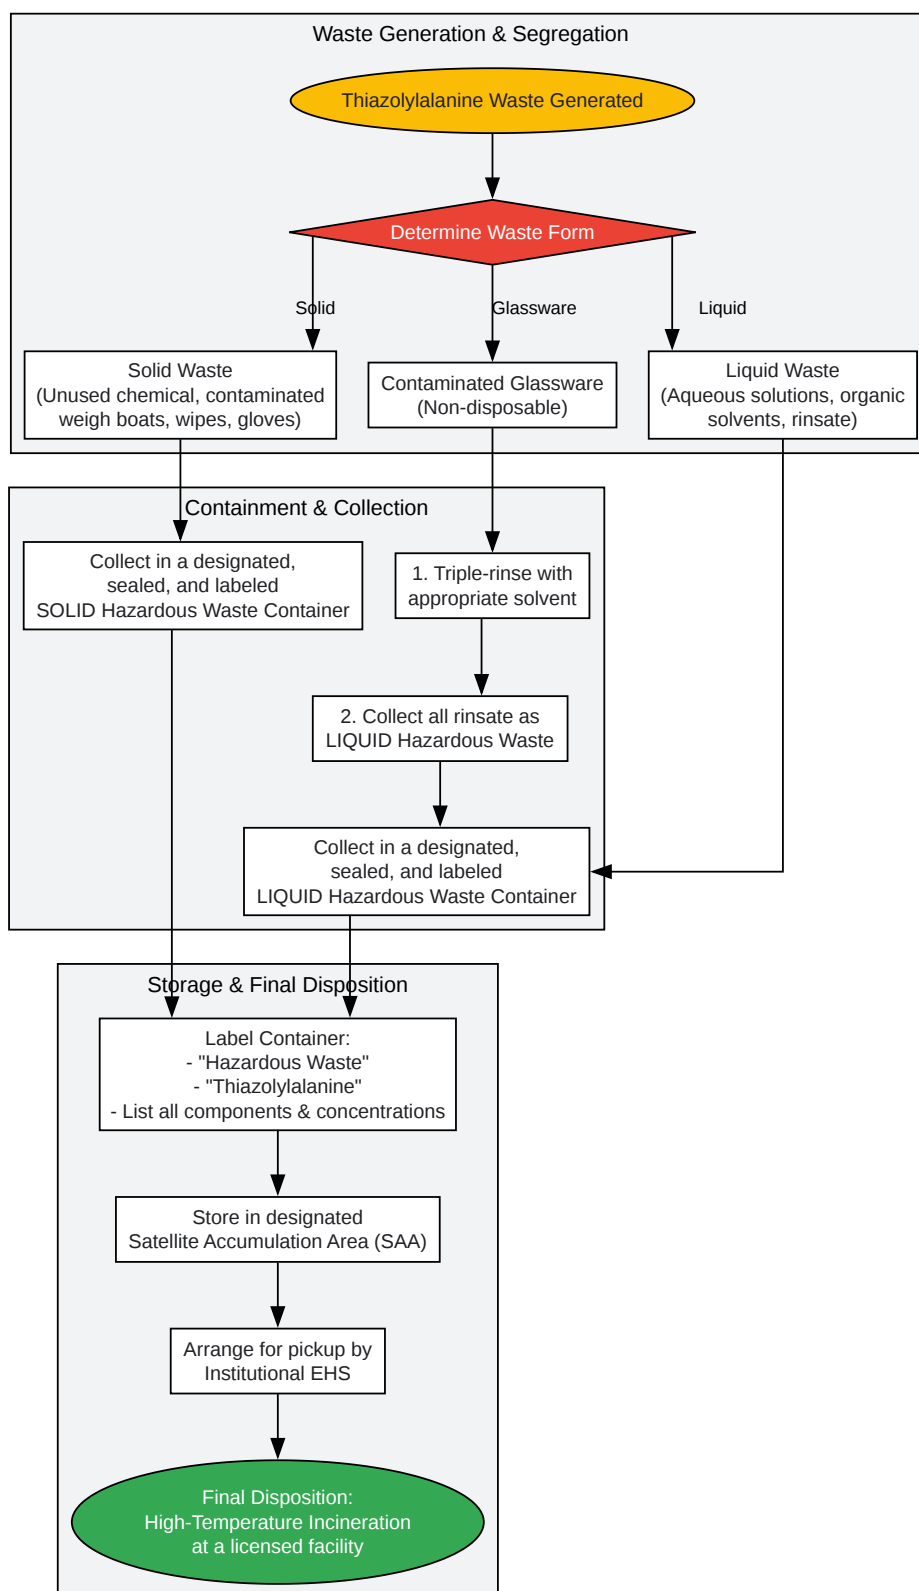 Waste Generation & Segregation
Thiazolylalanine Waste Generated
Determine Waste Form
Solid
Glassware
Liquid
Solid Waste
(Unused chemical, contaminated
weigh boats, wipes, gloves)
Contaminated Glassware
(Non-disposable)
Liquid Waste
(Aqueous solutions, organic
solvents, rinsate)
Containment & Collection
Collect in a designated,
sealed, and labeled
SOLID Hazardous Waste Container
1. Triple-rinse with
appropriate solvent
2. Collect all rinsate as
LIQUID Hazardous Waste
Collect in a designated,
sealed, and labeled
LIQUID Hazardous Waste Container
Storage & Final Disposition
Label Container:
- "Hazardous Waste"
- "Thiazolylalanine"
- List all components & concentrations
Store in designated
Satellite Accumulation Area (SAA)
Arrange for pickup by
Institutional EHS
Final Disposition:
High-Temperature Incineration
at a licensed facility